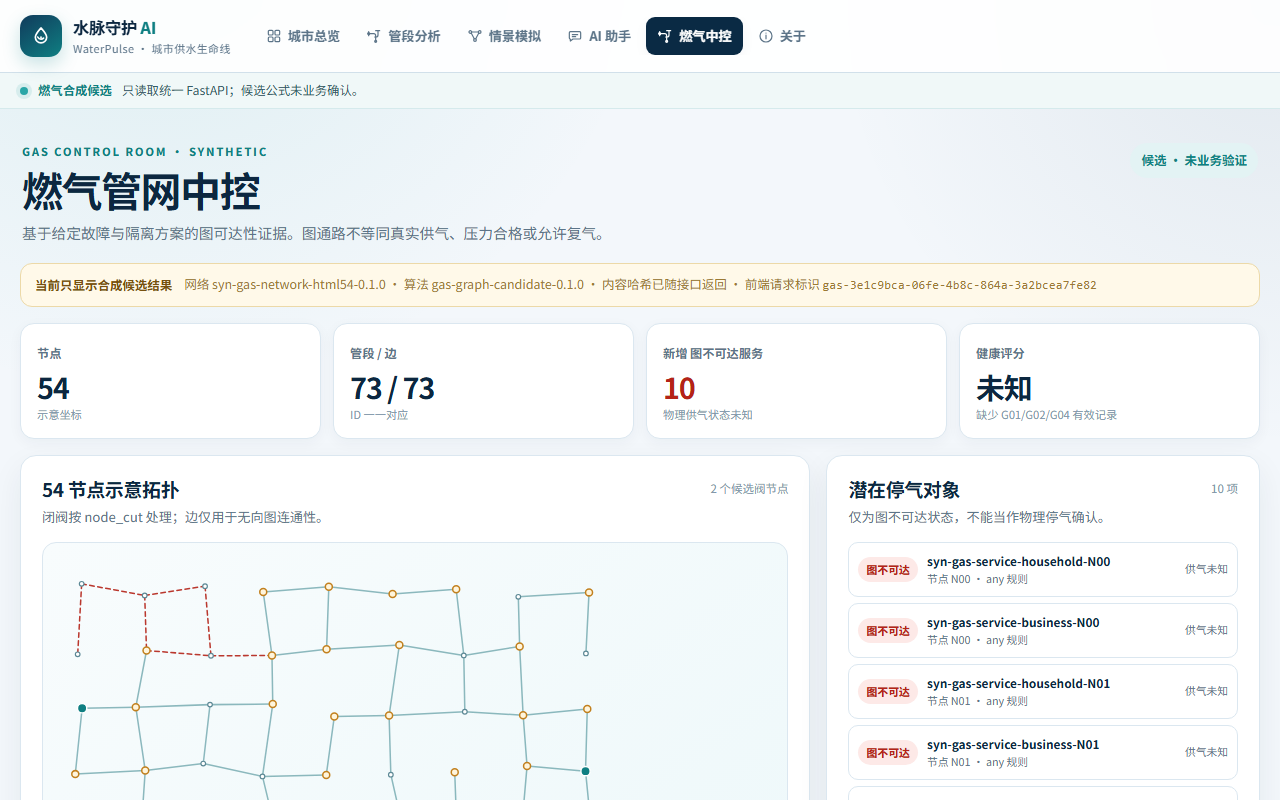 水脉守护 AI
WaterPulse · 城市供水生命线
城市总览
管段分析
情景模拟
AI 助手
燃气中控
关于
燃气合成候选 只读取统一 FastAPI；候选公式未业务确认。
GAS CONTROL ROOM · SYNTHETIC
燃气管网中控
基于给定故障与隔离方案的图可达性证据。图通路不等同真实供气、压力合格或允许复气。
候选 · 未业务验证
当前只显示合成候选结果 网络 syn-gas-network-html54-0.1.0 · 算法 gas-graph-candidate-0.1.0 · 内容哈希已随接口返回 · 前端请求标识 gas-3e1c9bca-06fe-4b8c-864a-3a2bcea7fe82
节点
54
示意坐标
管段 / 边
73 / 73
ID 一一对应
新增 图不可达服务
10
物理供气状态未知
健康评分
未知
缺少 G01/G02/G04 有效记录
54 节点示意拓扑
2 个候选阀节点
闭阀按 node_cut 处理；边仅用于无向图连通性。
潜在停气对象
10 项
仅为图不可达状态，不能当作物理停气确认。
图不可达
syn-gas-service-household-N00
节点 N00 · any 规则
供气未知
图不可达
syn-gas-service-business-N00
节点 N00 · any 规则
供气未知
图不可达
syn-gas-service-household-N01
节点 N01 · any 规则
供气未知
图不可达
syn-gas-service-business-N01
节点 N01 · any 规则
供气未知